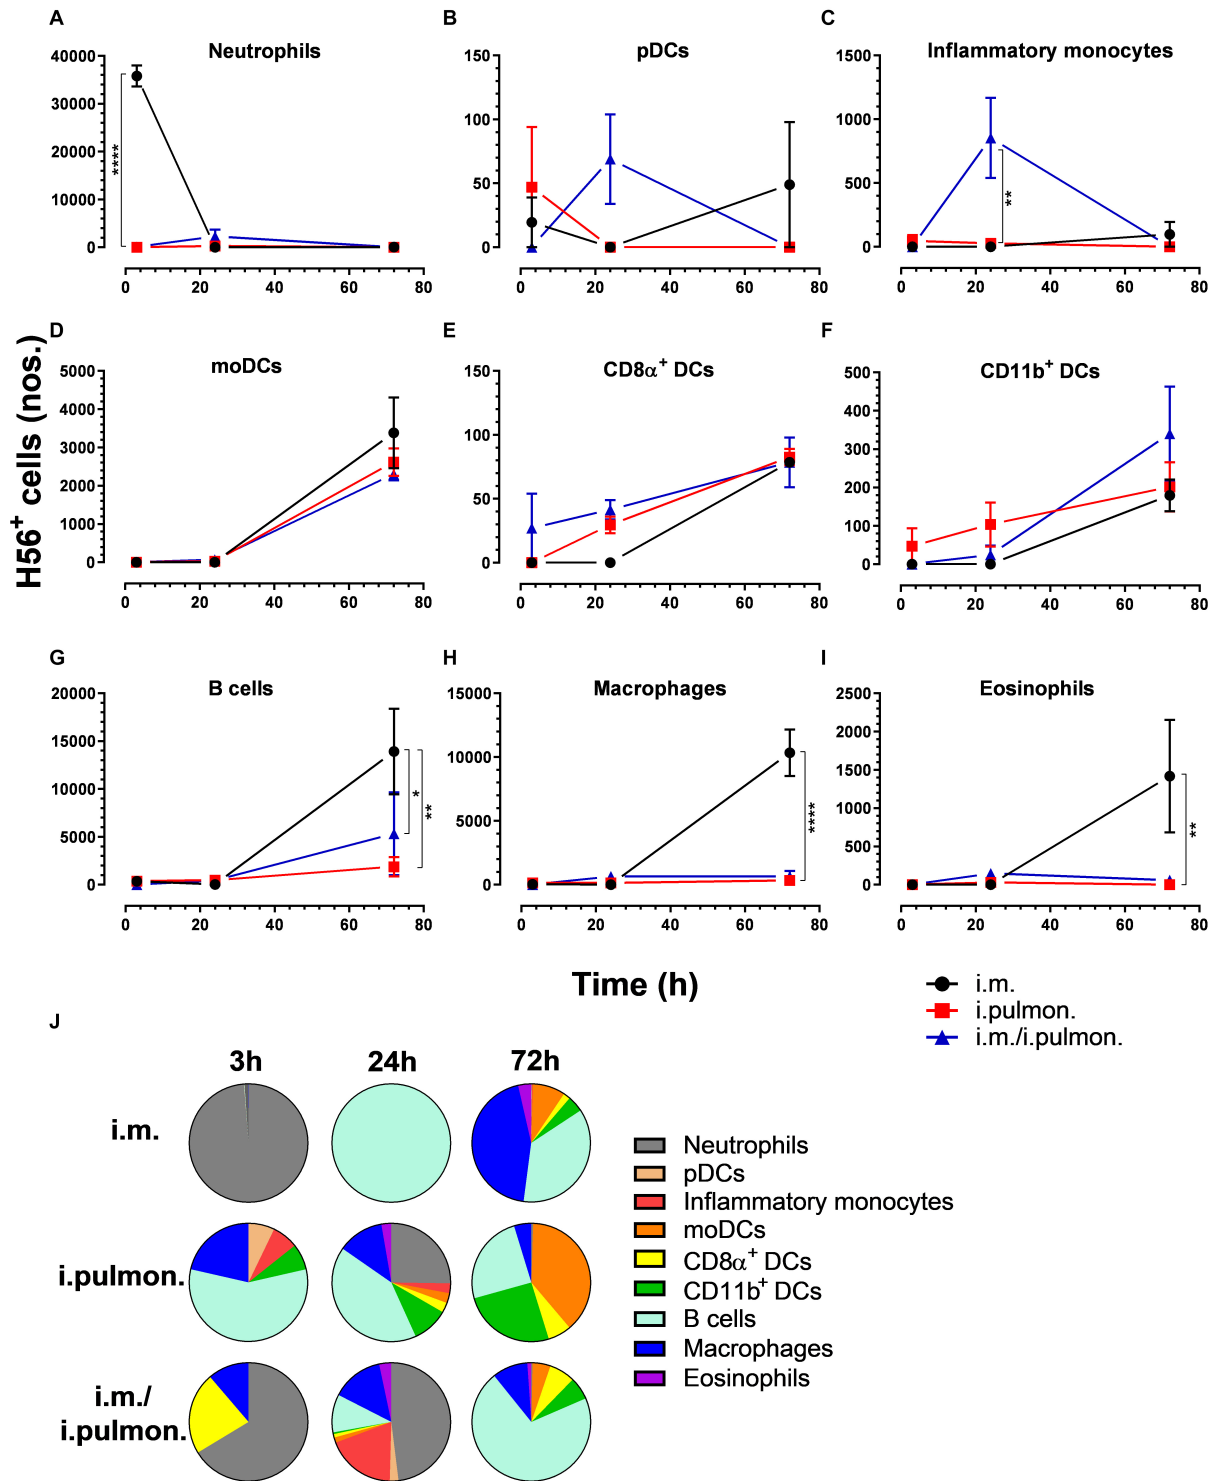 A
B
C
Neutrophils
pDCs
Inflammatory monocytes
40000
30000
20000
10000
0
****
0 20 40 60 80
150
100
50
0
0 20 40 60 80
1500
1000
500
0
**
0 20 40 60 80
D
E
F
moDCs
CD8α+ DCs
CD11b+ DCs
5000
4000
3000
2000
1000
0
0 20 40 60 80
150
100
50
0
0 20 40 60 80
500
400
300
200
100
0
0 20 40 60 80
H56+ cells (nos.)
G
H
I
B cells
Macrophages
Eosinophils
20000
15000
10000
5000
0
*
**
0 20 40 60 80
15000
10000
5000
0
****
0 20 40 60 80
2500
2000
1500
1000
500
0
**
0 20 40 60 80
Time (h)
i.m.
i.pulmon.
i.m./i.pulmon.
J
3h 24h 72h
i.m.
i.pulmon.
i.m./
i.pulmon.
Neutrophils
pDCs
Inflammatory monocytes
moDCs
CD8α+ DCs
CD11b+ DCs
B cells
Macrophages
Eosinophils